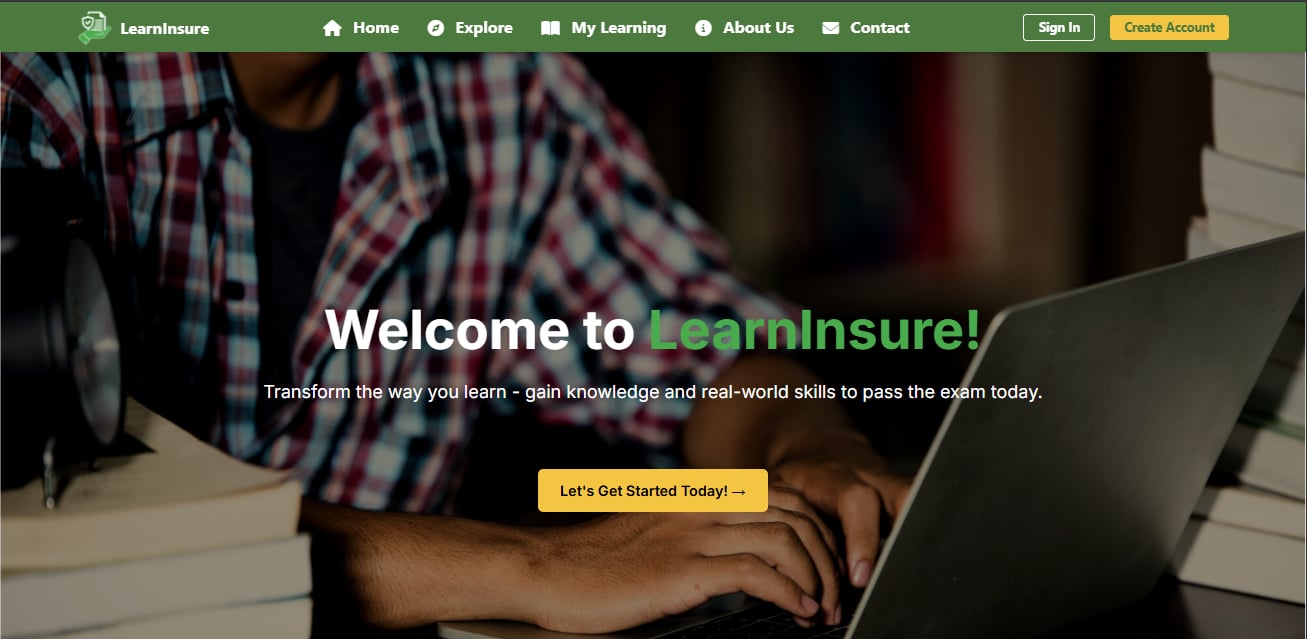 LearnInsure
Home
Explore
My Learning
About Us
Contact
Sign In
Create Account
Welcome to LearnInsure!
Transform the way you learn - gain knowledge and real-world skills to pass the exam today.
Let's Get Started Today! →